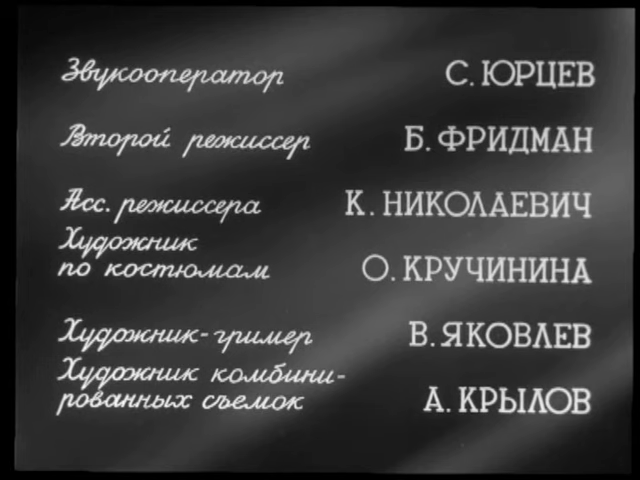 Звукооператор С. ЮРЦЕВ
Второй режиссер Б. ФРИДМАН
Асс. режиссера К. НИКОЛАЕВИЧ
Художник
по костюмам О. КРУЧИНИНА
Художник-гример В. ЯКОВЛЕВ
Художник комбини-
рованных съемок А. КРЫЛОВ